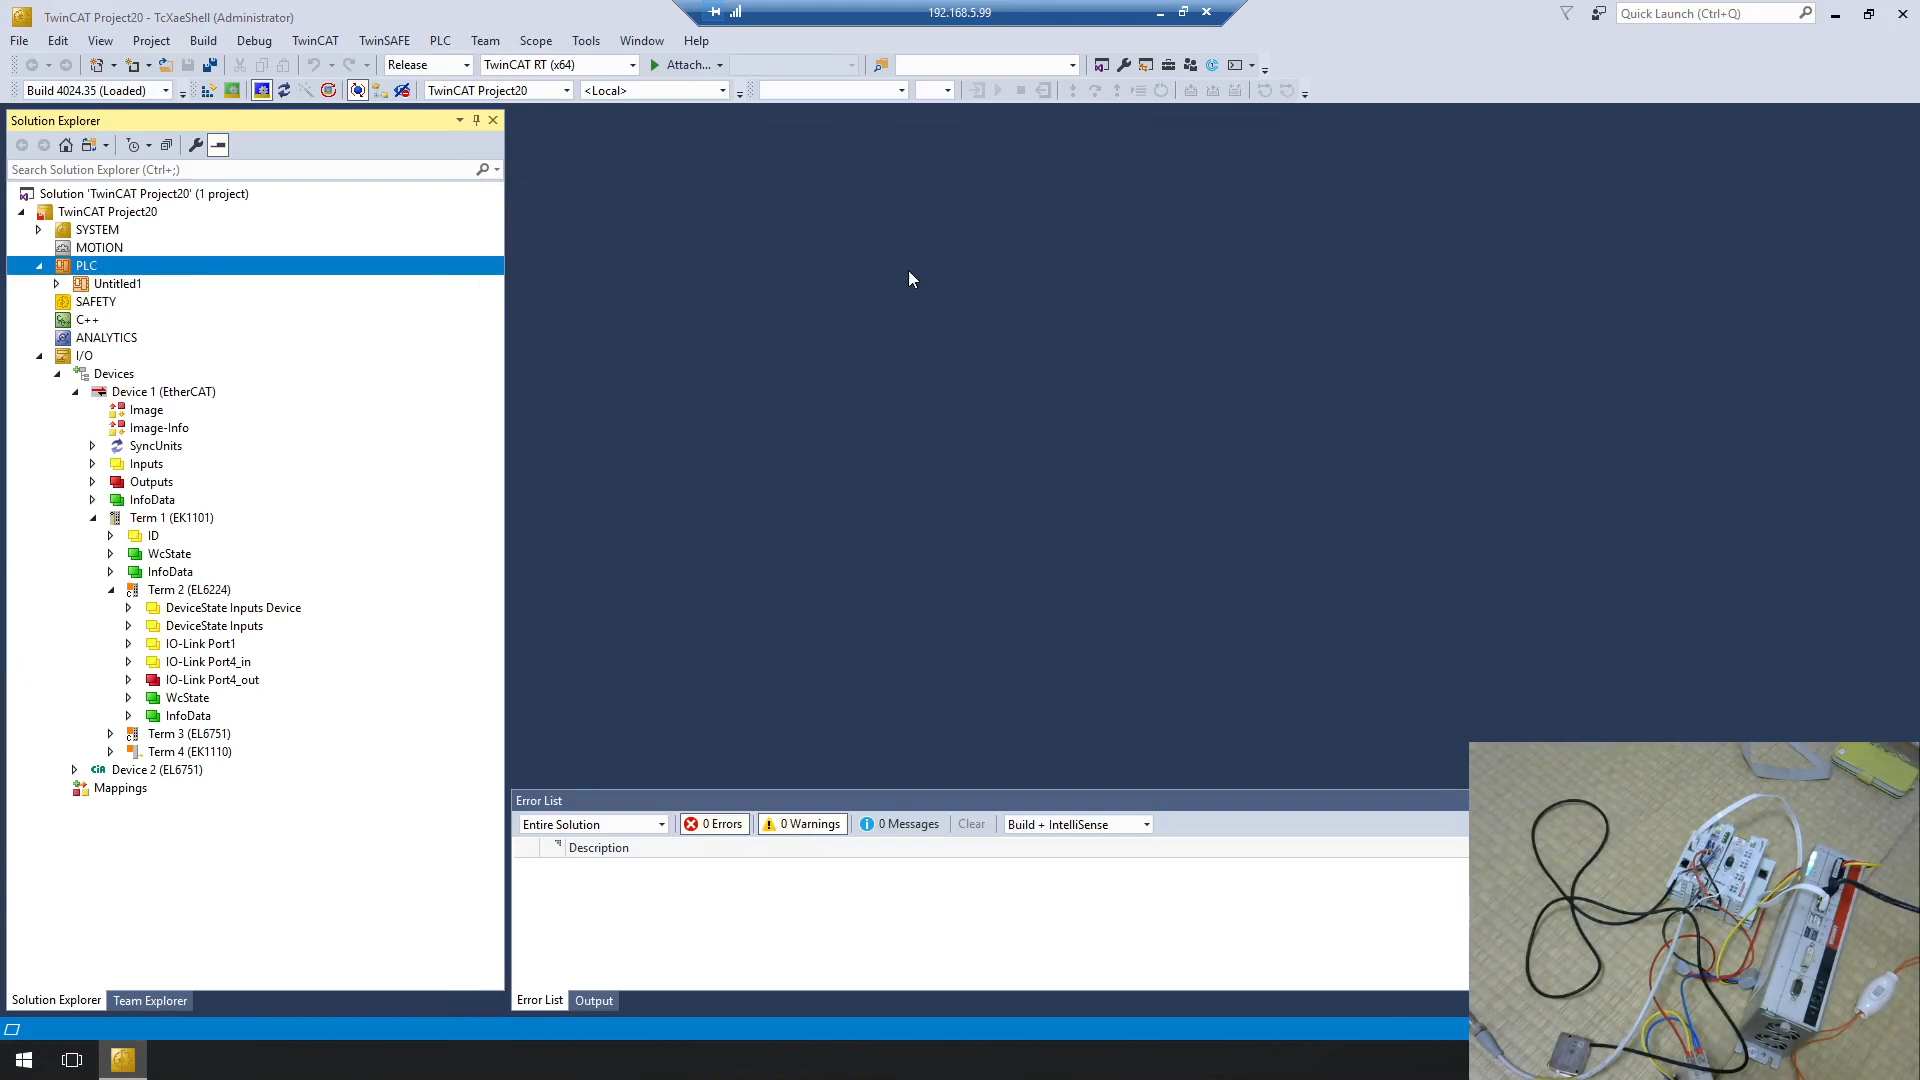 TwinCAT Project20 - TcXaeShell (Administrator)
192.168.5.99
Quick Launch (Ctrl+Q)
File Edit View Project Build Debug TwinCAT TwinSAFE PLC Team Scope Tools Window Help
Release TwinCAT RT (x64) Attach...
Build 4024.35 (Loaded) TwinCAT Project20 <Local>
Solution Explorer
Search Solution Explorer (Ctrl+;)
Solution 'TwinCAT Project20' (1 project)
TwinCAT Project20
SYSTEM
MOTION
PLC
Untitled1
SAFETY
C++
ANALYTICS
I/O
Devices
Device 1 (EtherCAT)
Image
Image-Info
SyncUnits
Inputs
Outputs
InfoData
Term 1 (EK1101)
ID
WcState
InfoData
Term 2 (EL6224)
DeviceState Inputs Device
DeviceState Inputs
IO-Link Port1
IO-Link Port4_in
IO-Link Port4_out
WcState
InfoData
Term 3 (EL6751)
Term 4 (EK1110)
Device 2 (EL6751)
Mappings
Error List
Entire Solution 0 Errors 0 Warnings 0 Messages Clear Build + IntelliSense
Description
Solution Explorer Team Explorer
Error List Output